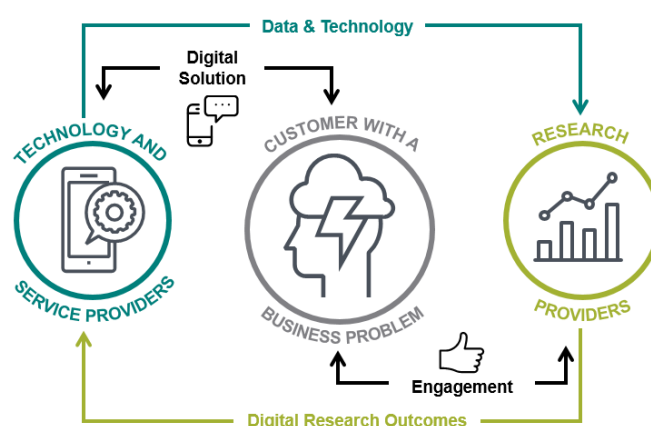 Data & Technology
Digital
Solution
TECHNOLOGY AND
SERVICE PROVIDERS
CUSTOMER WITH A
BUSINESS PROBLEM
RESEARCH
PROVIDERS
Engagement
Digital Research Outcomes